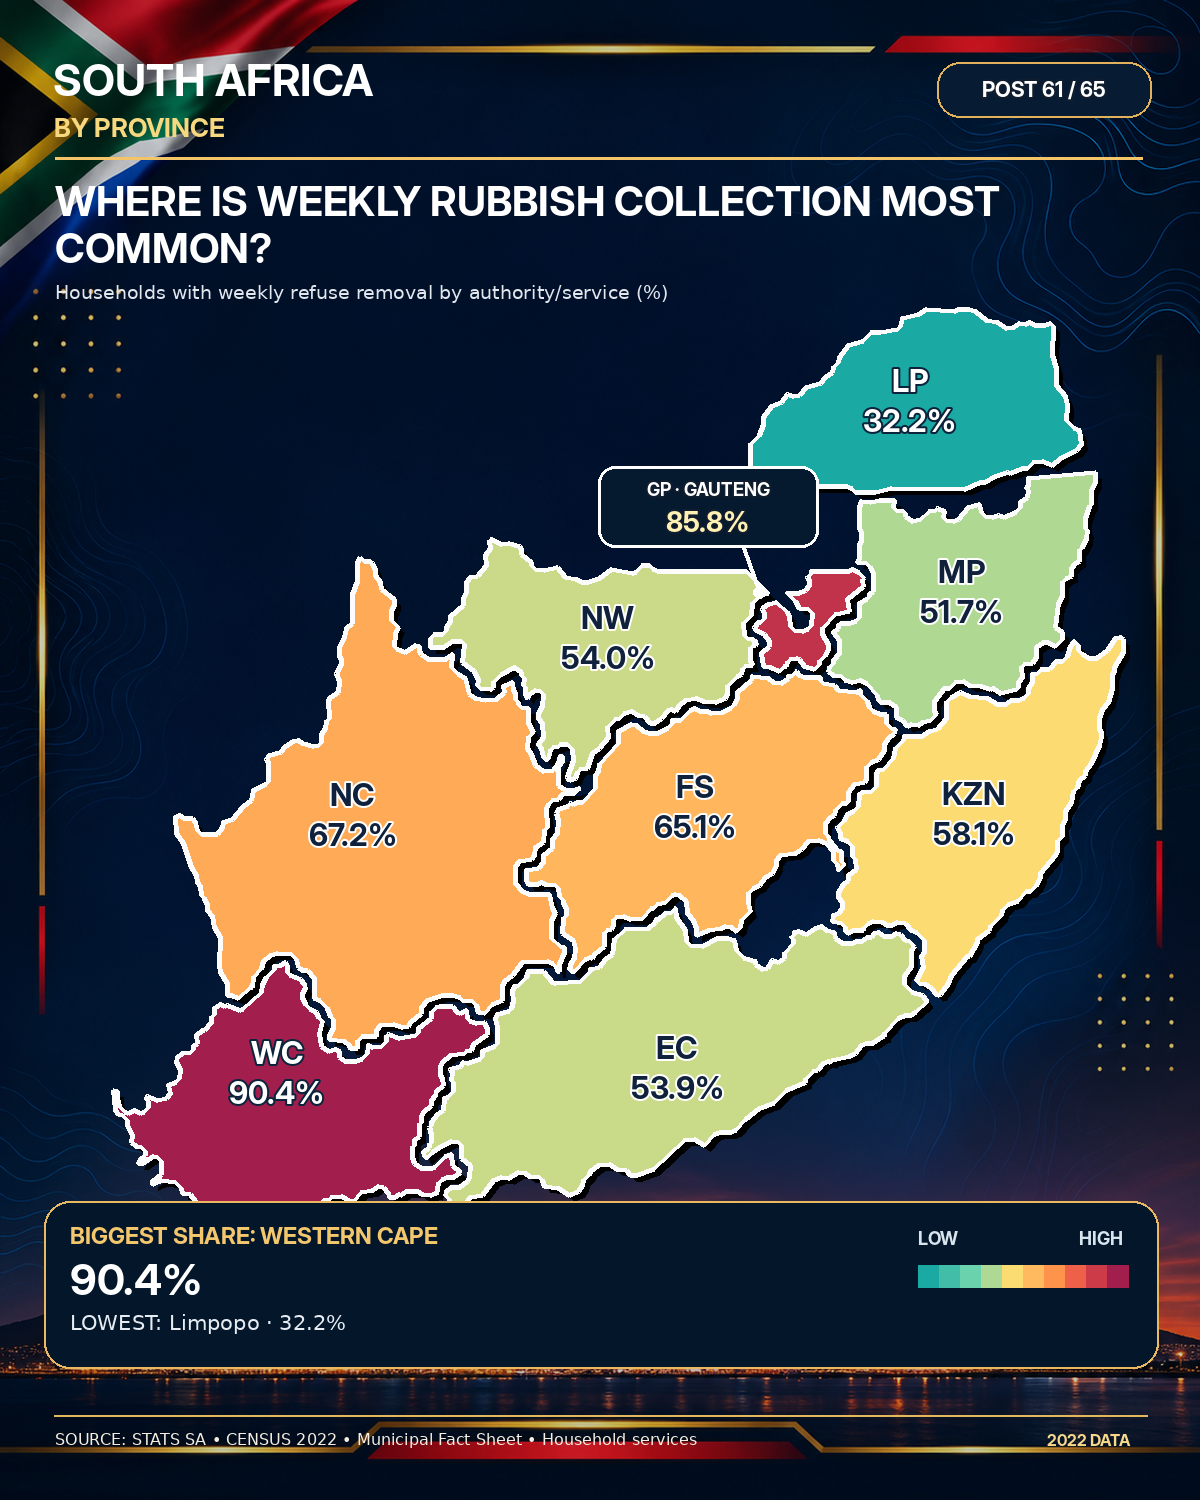 SOUTH AFRICA
BY PROVINCE
POST 61 / 65
WHERE IS WEEKLY RUBBISH COLLECTION MOST
COMMON?
Households with weekly refuse removal by authority/service (%)
LP
32.2%
GP · GAUTENG
85.8%
MP
51.7%
NW
54.0%
NC
67.2%
FS
65.1%
KZN
58.1%
WC
90.4%
EC
53.9%
BIGGEST SHARE: WESTERN CAPE
90.4%
LOWEST: Limpopo · 32.2%
LOW HIGH
SOURCE: STATS SA • CENSUS 2022 • Municipal Fact Sheet • Household services
2022 DATA